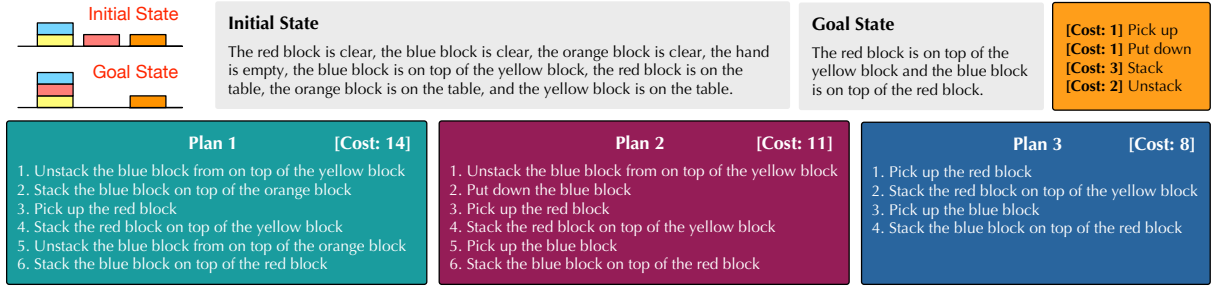 Initial State
Goal State
Initial State
The red block is clear, the blue block is clear, the orange block is clear, the hand
is empty, the blue block is on top of the yellow block, the red block is on the
table, the orange block is on the table, and the yellow block is on the table.
Goal State
The red block is on top of the
yellow block and the blue block
is on top of the red block.
[Cost: 1] Pick up
[Cost: 1] Put down
[Cost: 3] Stack
[Cost: 2] Unstack
Plan 1 [Cost: 14]
1. Unstack the blue block from on top of the yellow block
2. Stack the blue block on top of the orange block
3. Pick up the red block
4. Stack the red block on top of the yellow block
5. Unstack the blue block from on top of the orange block
6. Stack the blue block on top of the red block
Plan 2 [Cost: 11]
1. Unstack the blue block from on top of the yellow block
2. Put down the blue block
3. Pick up the red block
4. Stack the red block on top of the yellow block
5. Pick up the blue block
6. Stack the blue block on top of the red block
Plan 3 [Cost: 8]
1. Pick up the red block
2. Stack the red block on top of the yellow block
3. Pick up the blue block
4. Stack the blue block on top of the red block